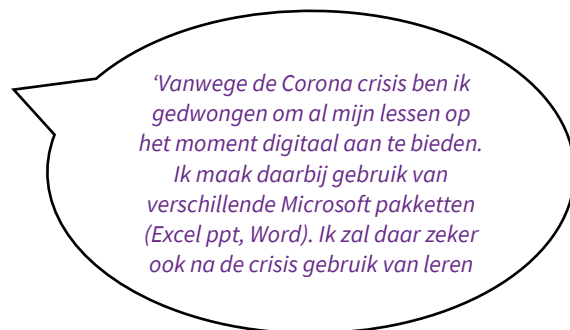 ‘Vanwege de Corona crisis ben ik
gedwongen om al mijn lessen op
het moment digitaal aan te bieden.
Ik maak daarbij gebruik van
verschillende Microsoft pakketten
(Excel ppt, Word). Ik zal daar zeker
ook na de crisis gebruik van leren